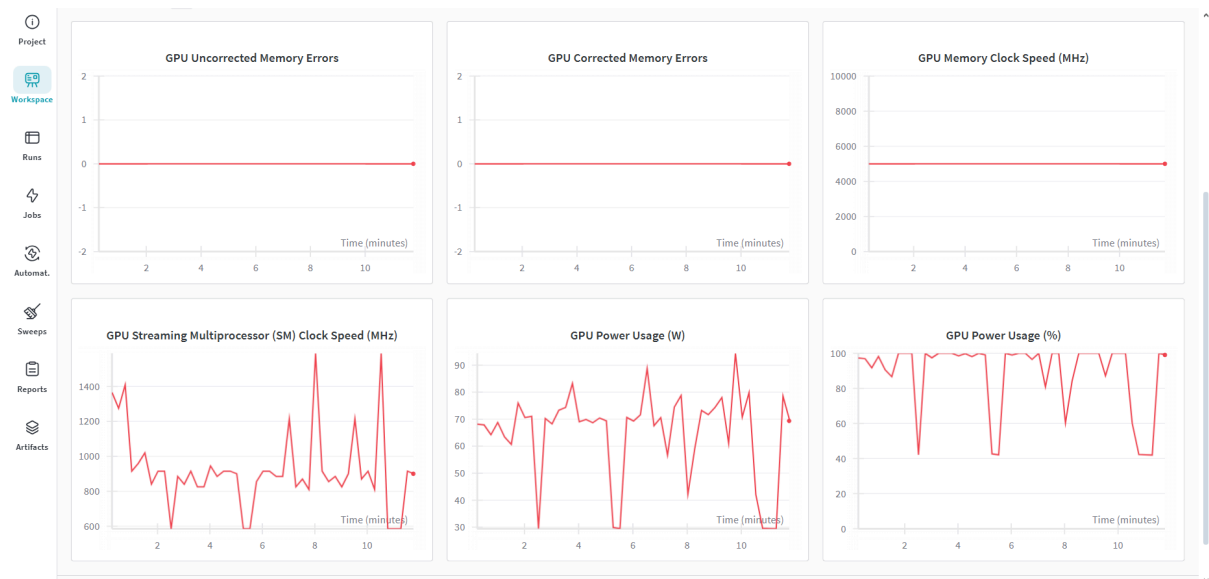 Project
Workspace
Runs
Jobs
Automat.
Sweeps
Reports
Artifacts
GPU Uncorrected Memory Errors
2
1
0
-1
-2
Time (minutes)
2 4 6 8 10
GPU Corrected Memory Errors
2
1
0
-1
-2
Time (minutes)
2 4 6 8 10
GPU Memory Clock Speed (MHz)
10000
8000
6000
4000
2000
0
Time (minutes)
2 4 6 8 10
GPU Streaming Multiprocessor (SM) Clock Speed (MHz)
1400
1200
1000
800
600
Time (minutes)
2 4 6 8 10
GPU Power Usage (W)
90
80
70
60
50
40
30
Time (minutes)
2 4 6 8 10
GPU Power Usage (%)
100
80
60
40
20
0
Time (minutes)
2 4 6 8 10